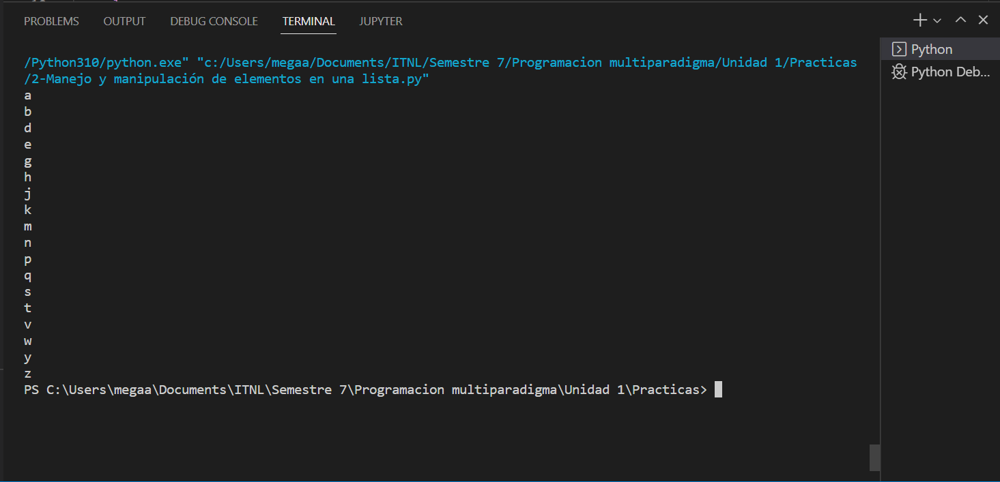 PROBLEMS OUTPUT DEBUG CONSOLE TERMINAL JUPYTER
Python
Python Deb...
/Python310/python.exe" "c:/Users/megaa/Documents/ITNL/Semestre 7/Programacion multiparadigma/Unidad 1/Practicas
/2-Manejo y manipulación de elementos en una lista.py"
a
b
d
e
g
h
j
k
m
n
p
q
s
t
v
w
y
z
PS C:\Users\megaa\Documents\ITNL\Semestre 7\Programacion multiparadigma\Unidad 1\Practicas>